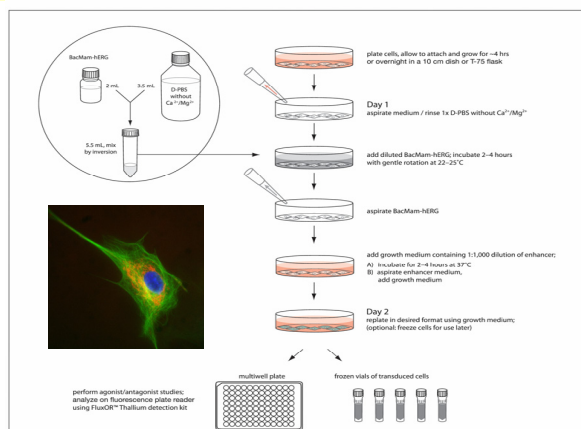 BacMam-hERG
2 mL
3.5 mL
D-PBS
without
Ca²⁺/Mg²⁺
5.5 mL, mix
by inversion
plate cells, allow to attach and grow for ~4 hrs
or overnight in a 10 cm dish or T-75 flask
Day 1
aspirate medium / rinse 1x D-PBS without Ca²⁺/Mg²⁺
add diluted BacMam-hERG; incubate 2–4 hours
with gentle rotation at 22–25°C
aspirate BacMam-hERG
add growth medium containing 1:1,000 dilution of enhancer;
A) Incubate for 2–4 hours at 37°C
B) aspirate enhancer medium,
add growth medium
Day 2
replate in desired format using growth medium;
(optional: freeze cells for use later)
multiwell plate
frozen vials of transduced cells
perform agonist/antagonist studies;
analyze on fluorescence plate reader
using FluxOR™ Thallium detection kit